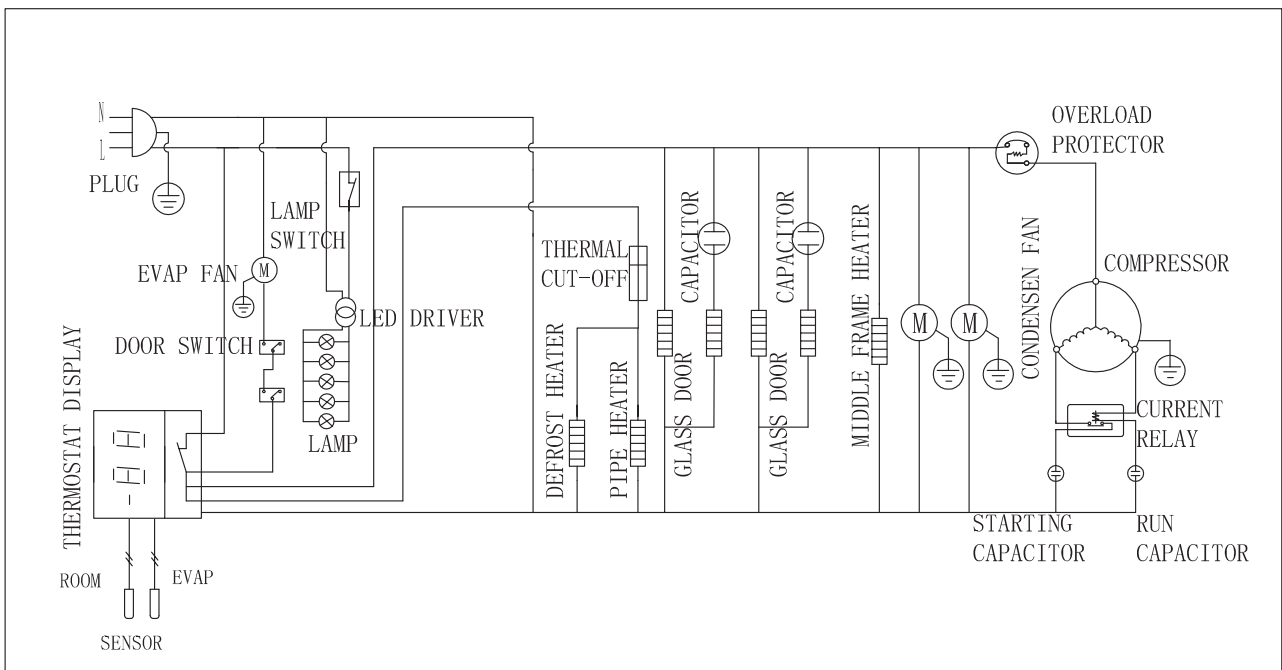 N
L
PLUG
LAMP
SWITCH
EVAP FAN
M
LED DRIVER
DOOR SWITCH
LAMP
THERMOSTAT DISPLAY
ROOM
EVAP
SENSOR
THERMAL
CUT-OFF
DEFROST HEATER
PIPE HEATER
CAPACITOR
GLASS DOOR
CAPACITOR
GLASS DOOR
MIDDLE FRAME HEATER
M
M
CONDENSEN FAN
OVERLOAD
PROTECTOR
COMPRESSOR
CURRENT
RELAY
STARTING
CAPACITOR
RUN
CAPACITOR